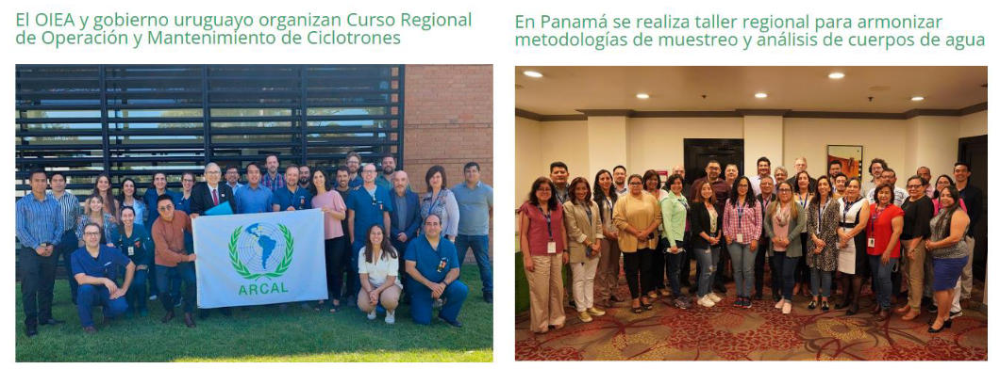 El OIEA y gobierno uruguayo organizan Curso Regional
de Operación y Mantenimiento de Ciclotrones
En Panamá se realiza taller regional para armonizar
metodologías de muestreo y análisis de cuerpos de agua
ARCAL